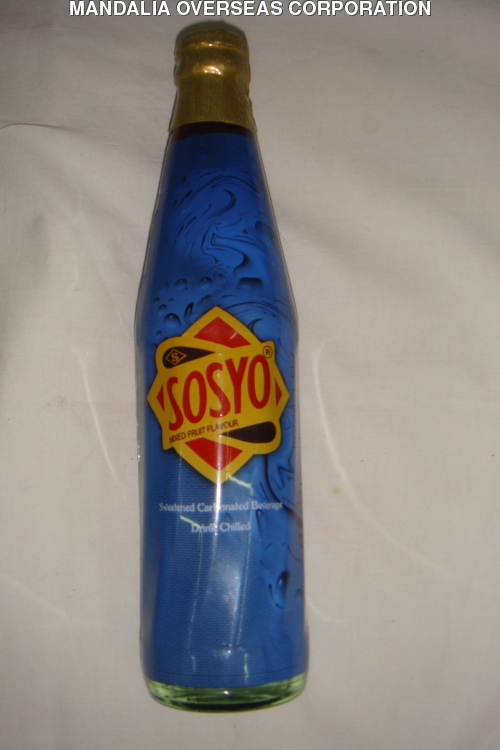 MANDALIA OVERSEAS CORPORATION
S
SOSYO®
MIXED FRUIT FLAVOUR
Sweetened Carbonated Beverage
Drink Chilled